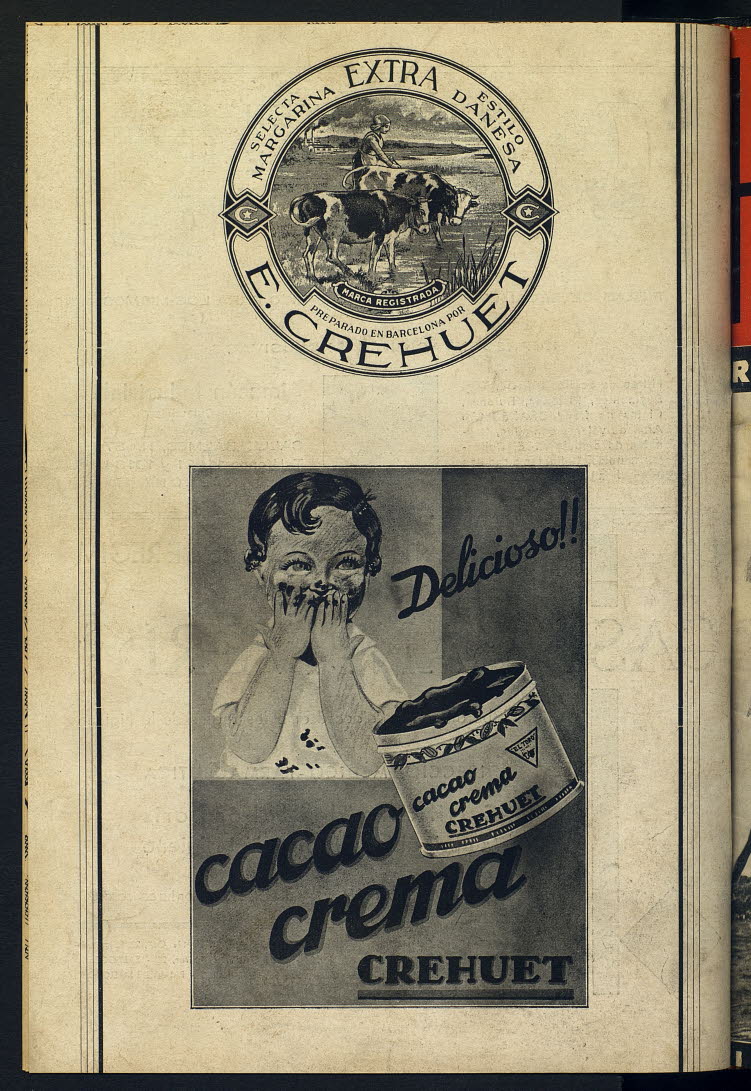 EXTRA
SELECTA
ESTILO
MARGARINA
DANESA
MARCA REGISTRADA
PREPARADO EN BARCELONA POR
E. CREHUET
Delicioso!!
cacao
crema
CREHUET
cacao
crema
CREHUET
R